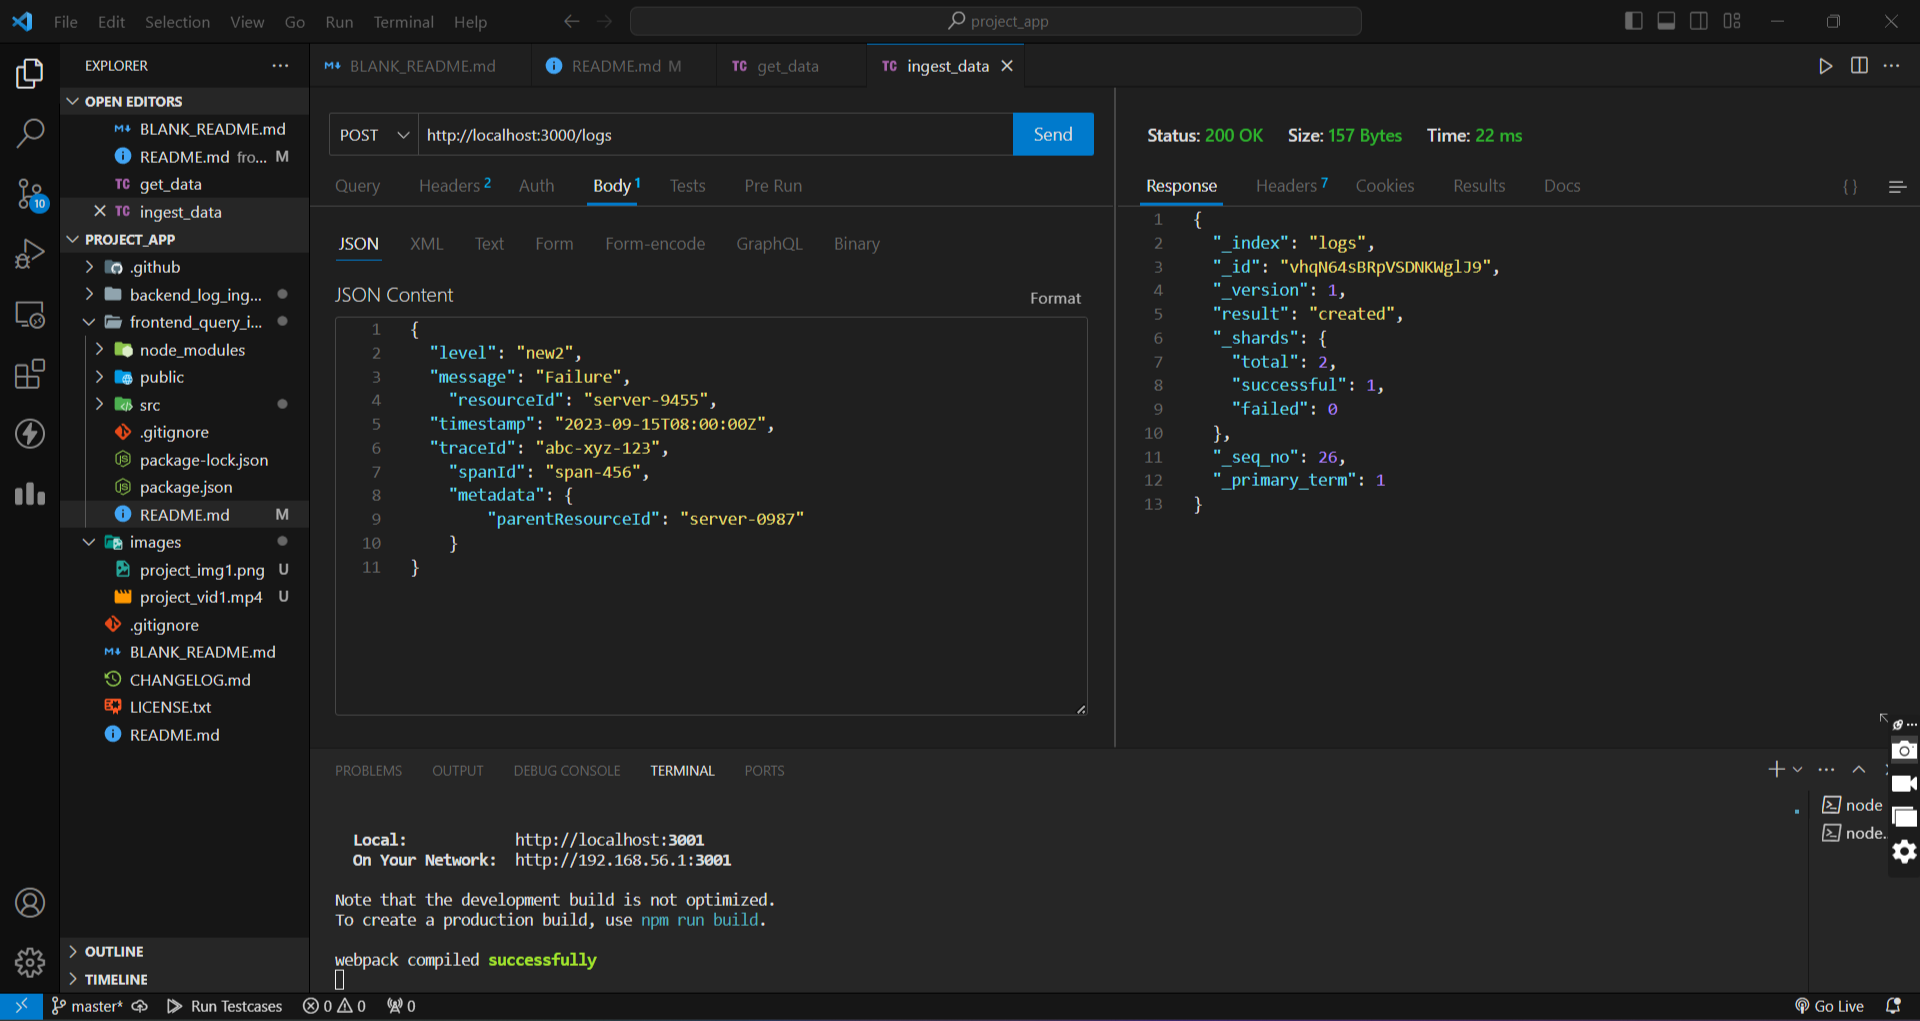 File Edit Selection View Go Run Terminal Help
project_app
EXPLORER
OPEN EDITORS
BLANK_README.md
README.md fro... M
TC get_data
TC ingest_data
PROJECT_APP
.github
backend_log_ing...
frontend_query_i...
node_modules
public
src
.gitignore
package-lock.json
package.json
README.md M
images
project_img1.png U
project_vid1.mp4 U
.gitignore
BLANK_README.md
CHANGELOG.md
LICENSE.txt
README.md
OUTLINE
TIMELINE
10
BLANK_README.md
README.md M
TC get_data
TC ingest_data
POST http://localhost:3000/logs Send
Query Headers 2 Auth Body 1 Tests Pre Run
JSON XML Text Form Form-encode GraphQL Binary
JSON Content
Format
1 {
2 "level": "new2",
3 "message": "Failure",
4 "resourceId": "server-9455",
5 "timestamp": "2023-09-15T08:00:00Z",
6 "traceId": "abc-xyz-123",
7 "spanId": "span-456",
8 "metadata": {
9 "parentResourceId": "server-0987"
10 }
11 }
Status: 200 OK Size: 157 Bytes Time: 22 ms
Response Headers 7 Cookies Results Docs { }
1 {
2 "_index": "logs",
3 "_id": "vhqN64sBRpVSDNKWglJ9",
4 "_version": 1,
5 "result": "created",
6 "_shards": {
7 "total": 2,
8 "successful": 1,
9 "failed": 0
10 },
11 "_seq_no": 26,
12 "_primary_term": 1
13 }
PROBLEMS OUTPUT DEBUG CONSOLE TERMINAL PORTS
Local: http://localhost:3001
On Your Network: http://192.168.56.1:3001
Note that the development build is not optimized.
To create a production build, use npm run build.
webpack compiled successfully
node
node..
master* Run Testcases 0 0 0 Go Live